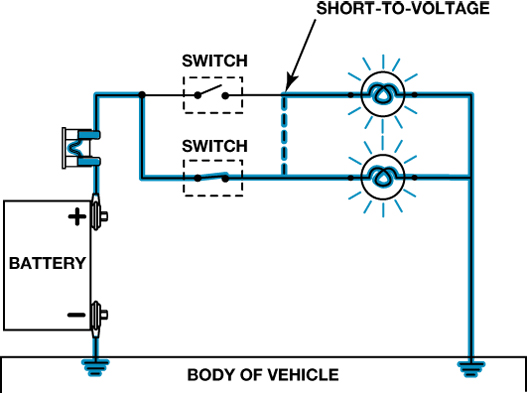 SHORT-TO-VOLTAGE
SWITCH
SWITCH
+
BATTERY
–
BODY OF VEHICLE